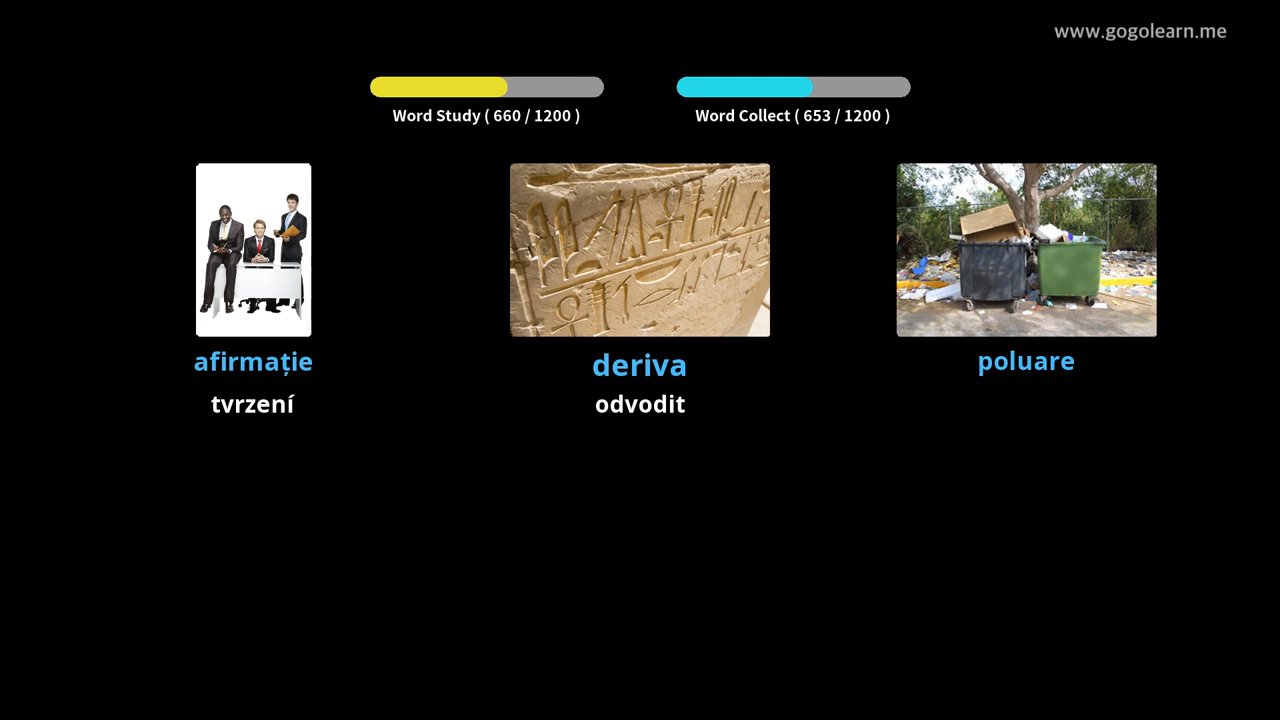 www.gogolearn.me
Word Study ( 660 / 1200 )
Word Collect ( 653 / 1200 )
afirmație
deriva
poluare
tvrzení
odvodit